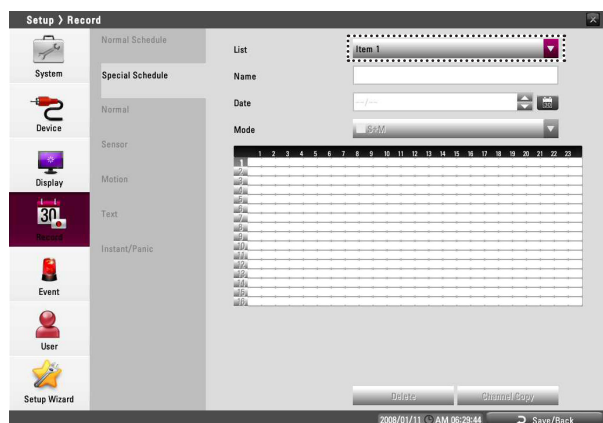 Setup > Record
System
Device
Display
Record
Event
User
Setup Wizard
Normal Schedule
Special Schedule
Normal
Sensor
Motion
Text
Instant/Panic
List
Item 1
Name
Date
--/--
Mode
S+M
1 2 3 4 5 6 7 8 9 10 11 12 13 14 15 16 17 18 19 20 21 22 23
1
2
3
4
5
6
7
8
9
10
11
12
13
14
15
16
Delete
Channel Copy
2008/01/11 AM 06:29:44
Save/Back